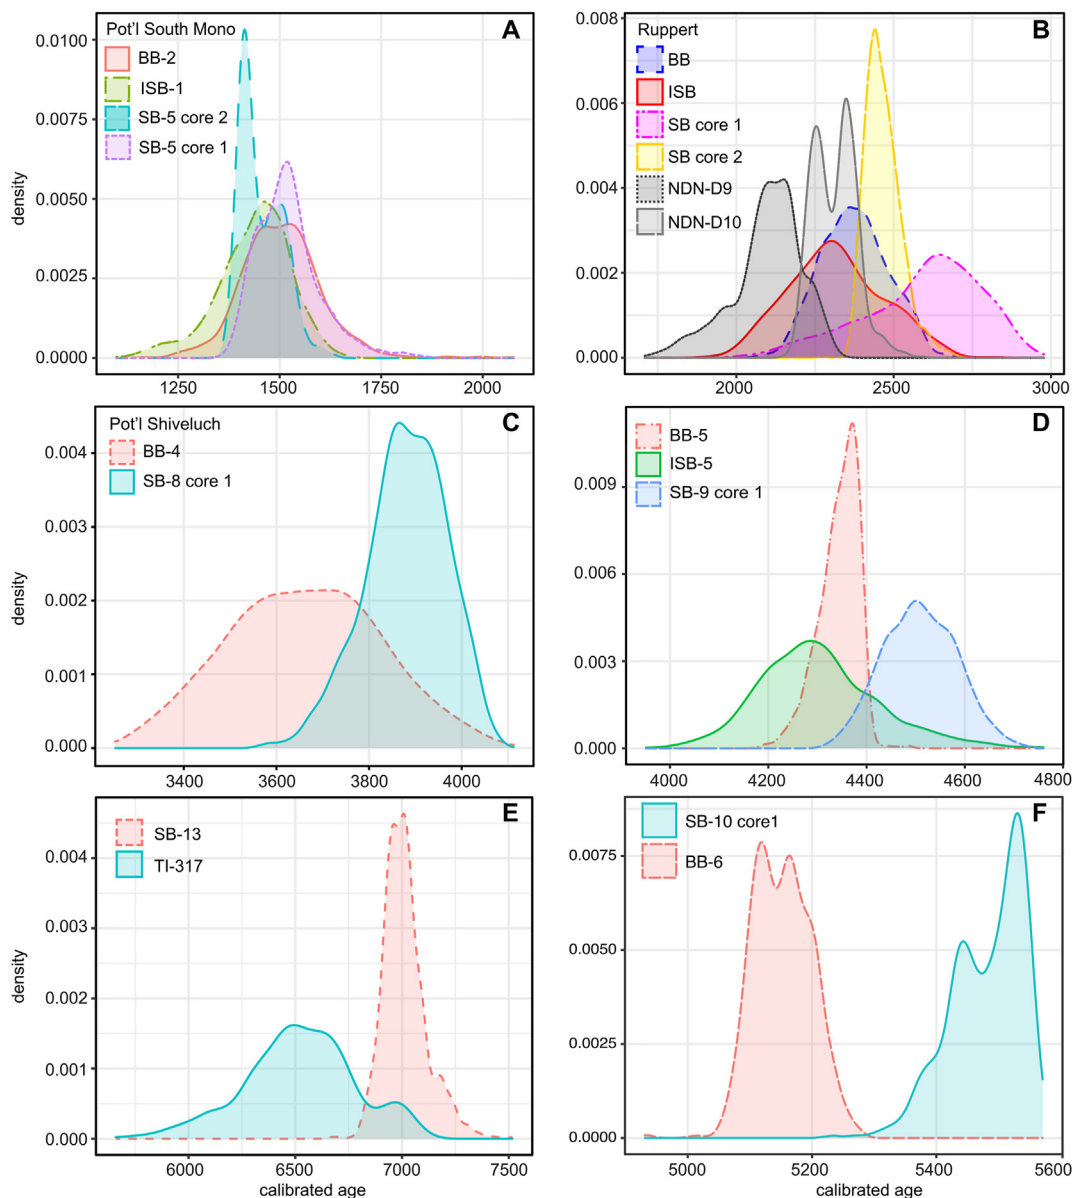 Pot'l South Mono
A
BB-2
ISB-1
SB-5 core 2
SB-5 core 1
0.0100
0.0075
0.0050
0.0025
0.0000
density
1250
1500
1750
2000
Ruppert
B
BB
ISB
SB core 1
SB core 2
NDN-D9
NDN-D10
0.008
0.006
0.004
0.002
0.000
2000
2500
3000
Pot'l Shiveluch
C
BB-4
SB-8 core 1
0.004
0.003
0.002
0.001
0.000
density
3400
3600
3800
4000
D
BB-5
ISB-5
SB-9 core 1
0.009
0.006
0.003
0.000
4000
4200
4400
4600
4800
E
SB-13
TI-317
0.004
0.003
0.002
0.001
0.000
density
6000
6500
7000
7500
calibrated age
F
SB-10 core1
BB-6
0.0075
0.0050
0.0025
0.0000
5000
5200
5400
5600
calibrated age